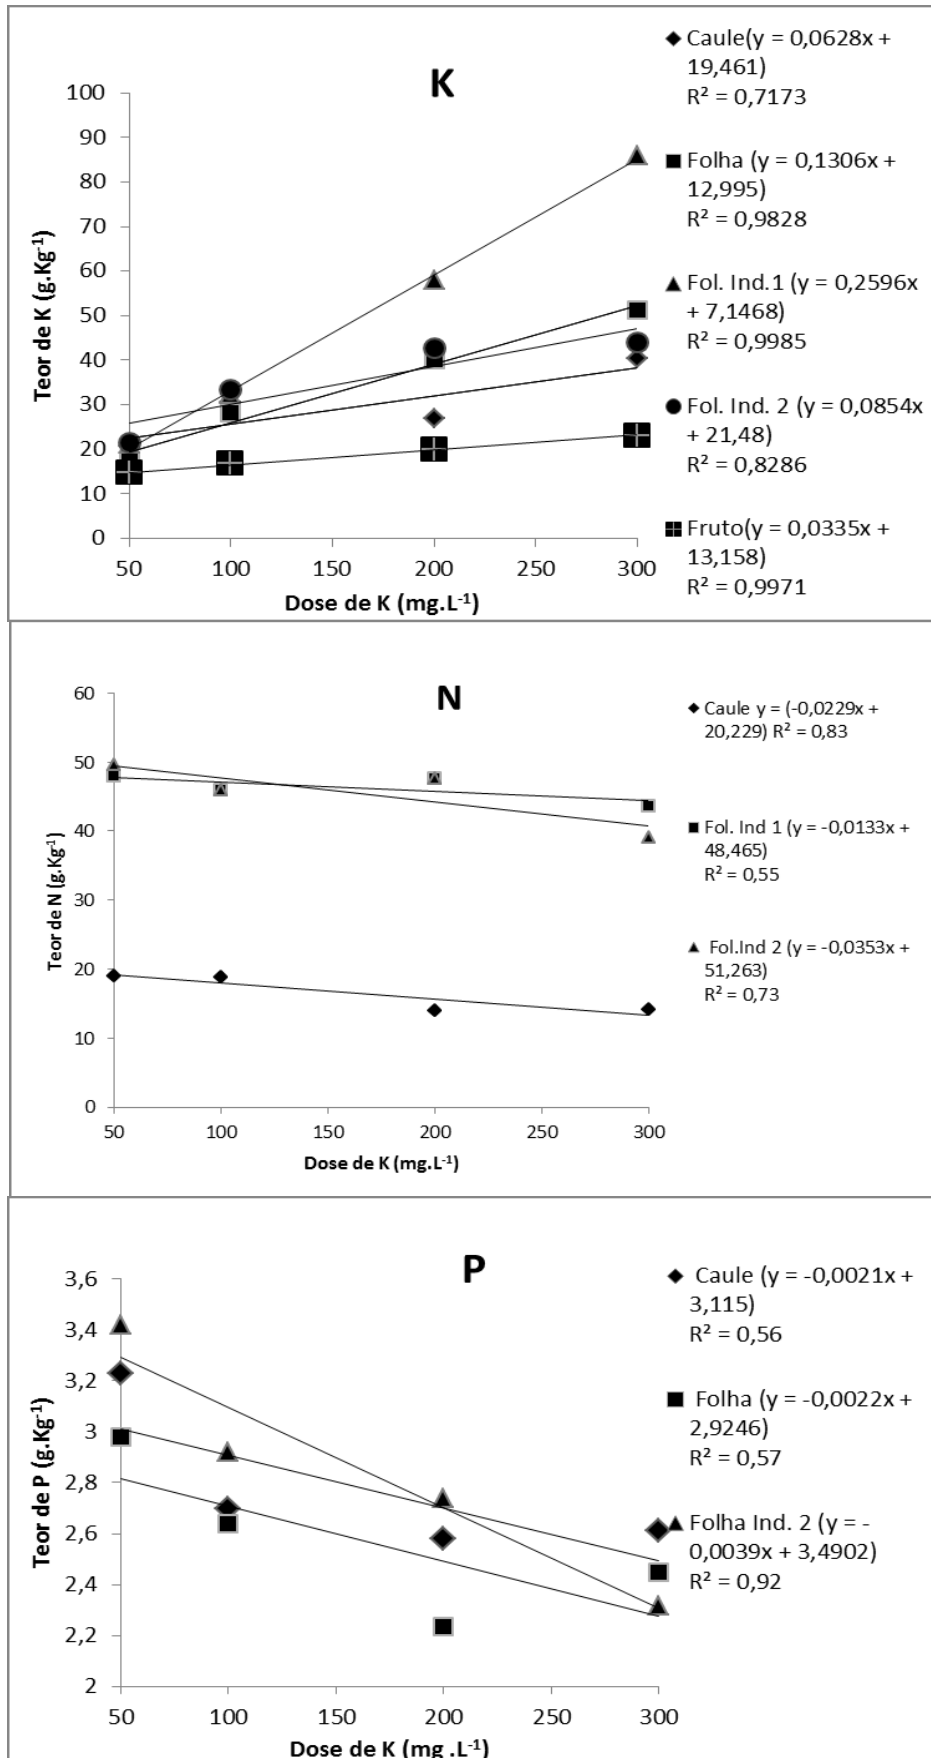 K
Teor de K (g.Kg⁻¹)
100
90
80
70
60
50
40
30
20
10
0
50
100
150
200
250
300
Dose de K (mg.L⁻¹)
Caule(y = 0,0628x +
19,461)
R² = 0,7173
Folha (y = 0,1306x +
12,995)
R² = 0,9828
Fol. Ind.1 (y = 0,2596x
+ 7,1468)
R² = 0,9985
Fol. Ind. 2 (y = 0,0854x
+ 21,48)
R² = 0,8286
Fruto(y = 0,0335x +
13,158)
R² = 0,9971
N
Teor de N (g.Kg⁻¹)
60
50
40
30
20
10
0
50
100
150
200
250
300
Dose de K (mg.L⁻¹)
Caule y = (-0,0229x +
20,229) R² = 0,83
Fol. Ind 1 (y = -0,0133x +
48,465)
R² = 0,55
Fol.Ind 2 (y = -0,0353x +
51,263)
R² = 0,73
P
Teor de P (g.Kg⁻¹)
3,6
3,4
3,2
3
2,8
2,6
2,4
2,2
2
50
100
150
200
250
300
Dose de K (mg .L⁻¹)
Caule (y = -0,0021x +
3,115)
R² = 0,56
Folha (y = -0,0022x +
2,9246)
R² = 0,57
Folha Ind. 2 (y = -
0,0039x + 3,4902)
R² = 0,92